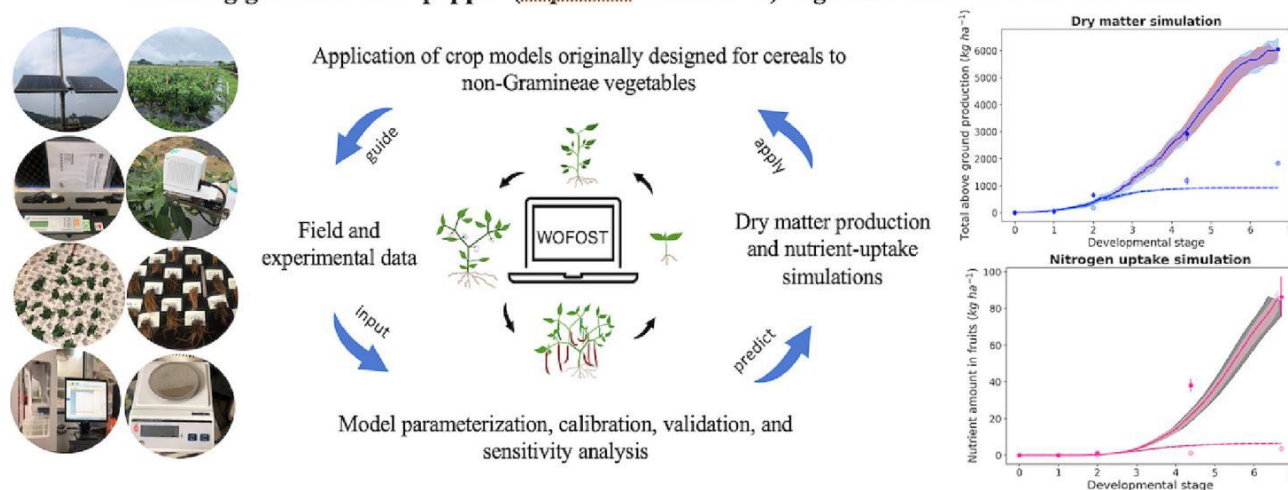 Application of crop models originally designed for cereals to
non-Gramineae vegetables
guide
apply
Field and
experimental data
WOFOST
Dry matter production
and nutrient-uptake
simulations
input
predict
Model parameterization, calibration, validation, and
sensitivity analysis
Dry matter simulation
Total above ground production (kg ha⁻¹)
6000
5000
4000
3000
2000
1000
0
0 1 2 3 4 5 6
Developmental stage
Nitrogen uptake simulation
Nutrient amount in fruits (kg ha⁻¹)
100
80
60
40
20
0
0 1 2 3 4 5 6
Developmental stage